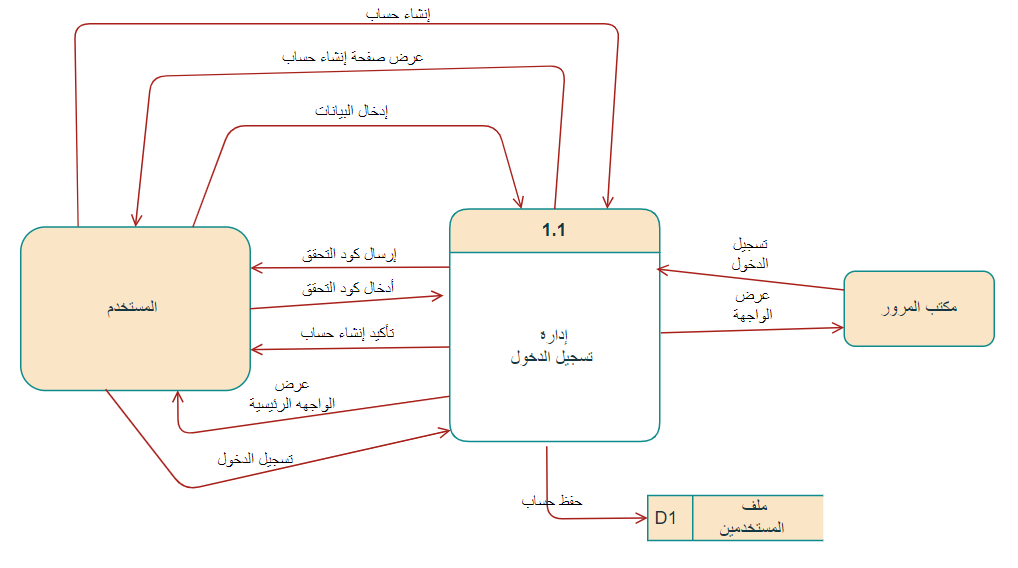 إنشاء حساب
عرض صفحة إنشاء حساب
إدخال البيانات
1.1
إدارة
تسجيل الدخول
المستخدم
إرسال كود التحقق
أدخال كود التحقق
تأكيد إنشاء حساب
عرض
الواجهه الرئيسية
تسجيل الدخول
تسجيل
الدخول
عرض
الواجهة
مكتب المرور
حفظ حساب
D1
ملف
المستخدمين